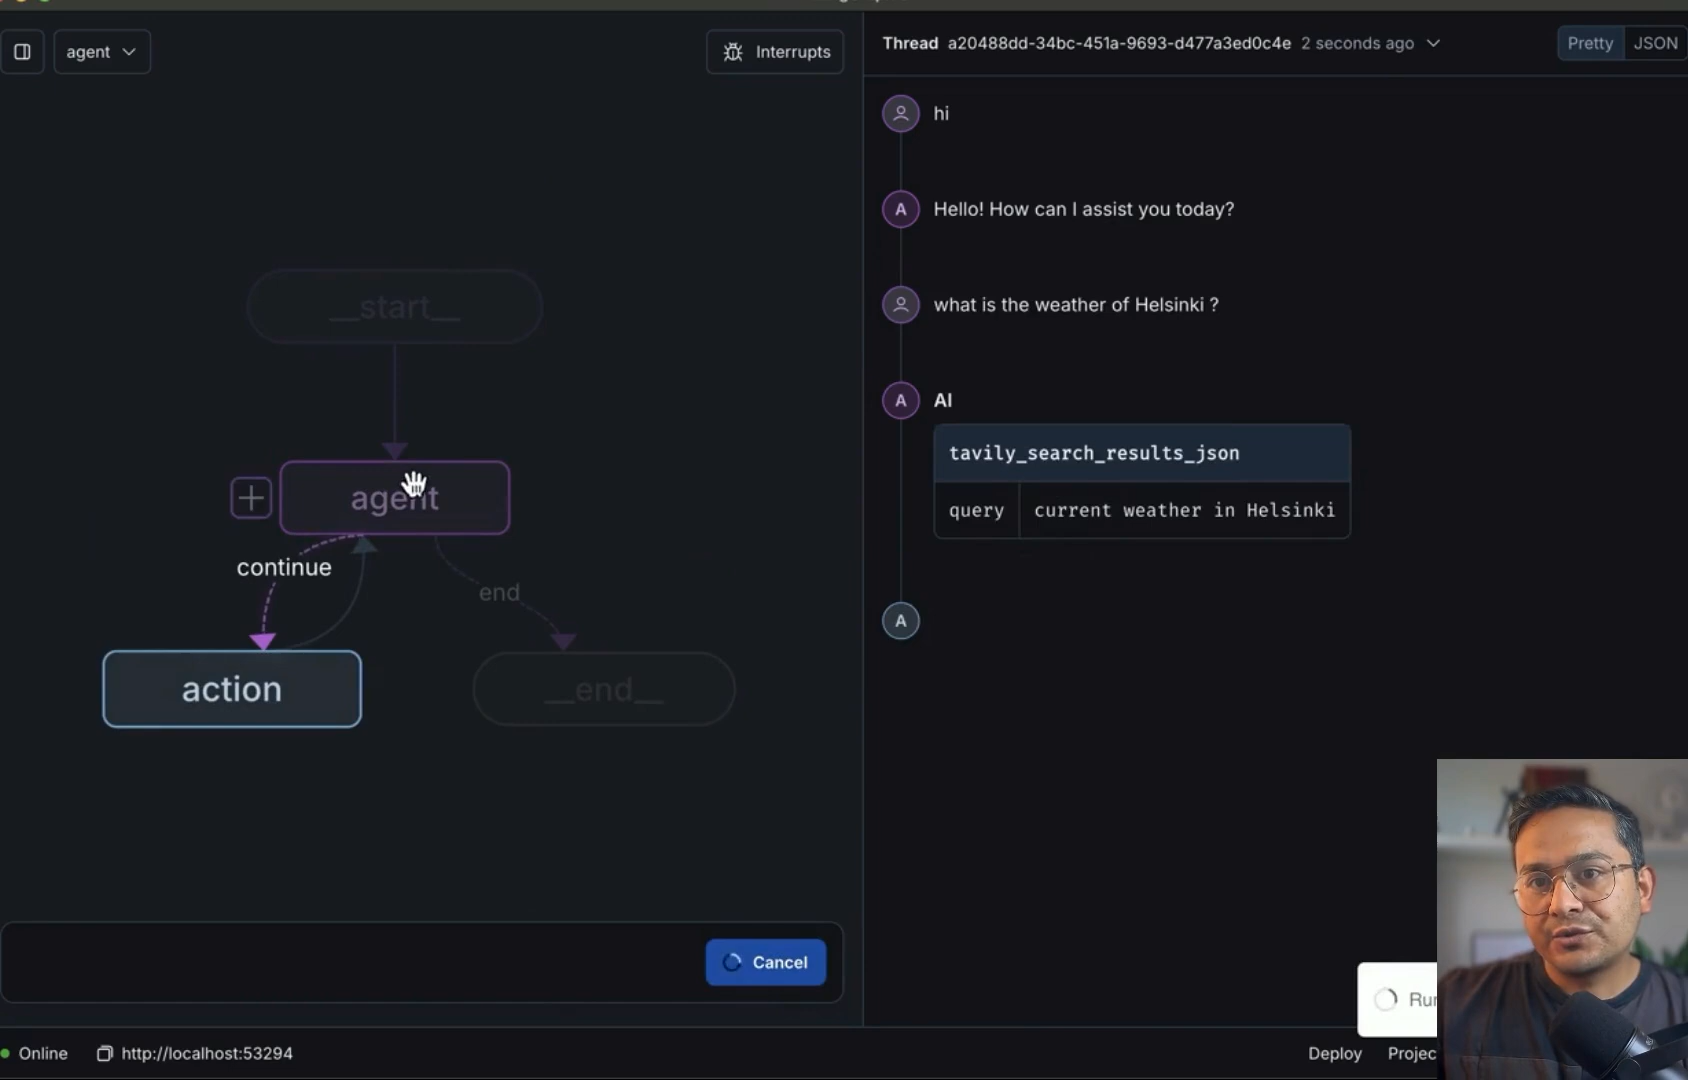 agent
Interrupts
Thread a20488dd-34bc-451a-9693-d477a3ed0c4e 2 seconds ago
Pretty
JSON
hi
A
Hello! How can I assist you today?
what is the weather of Helsinki ?
A
AI
tavily_search_results_json
query
current weather in Helsinki
A
__start__
agent
continue
end
action
__end__
Cancel
Online
http://localhost:53294
Deploy